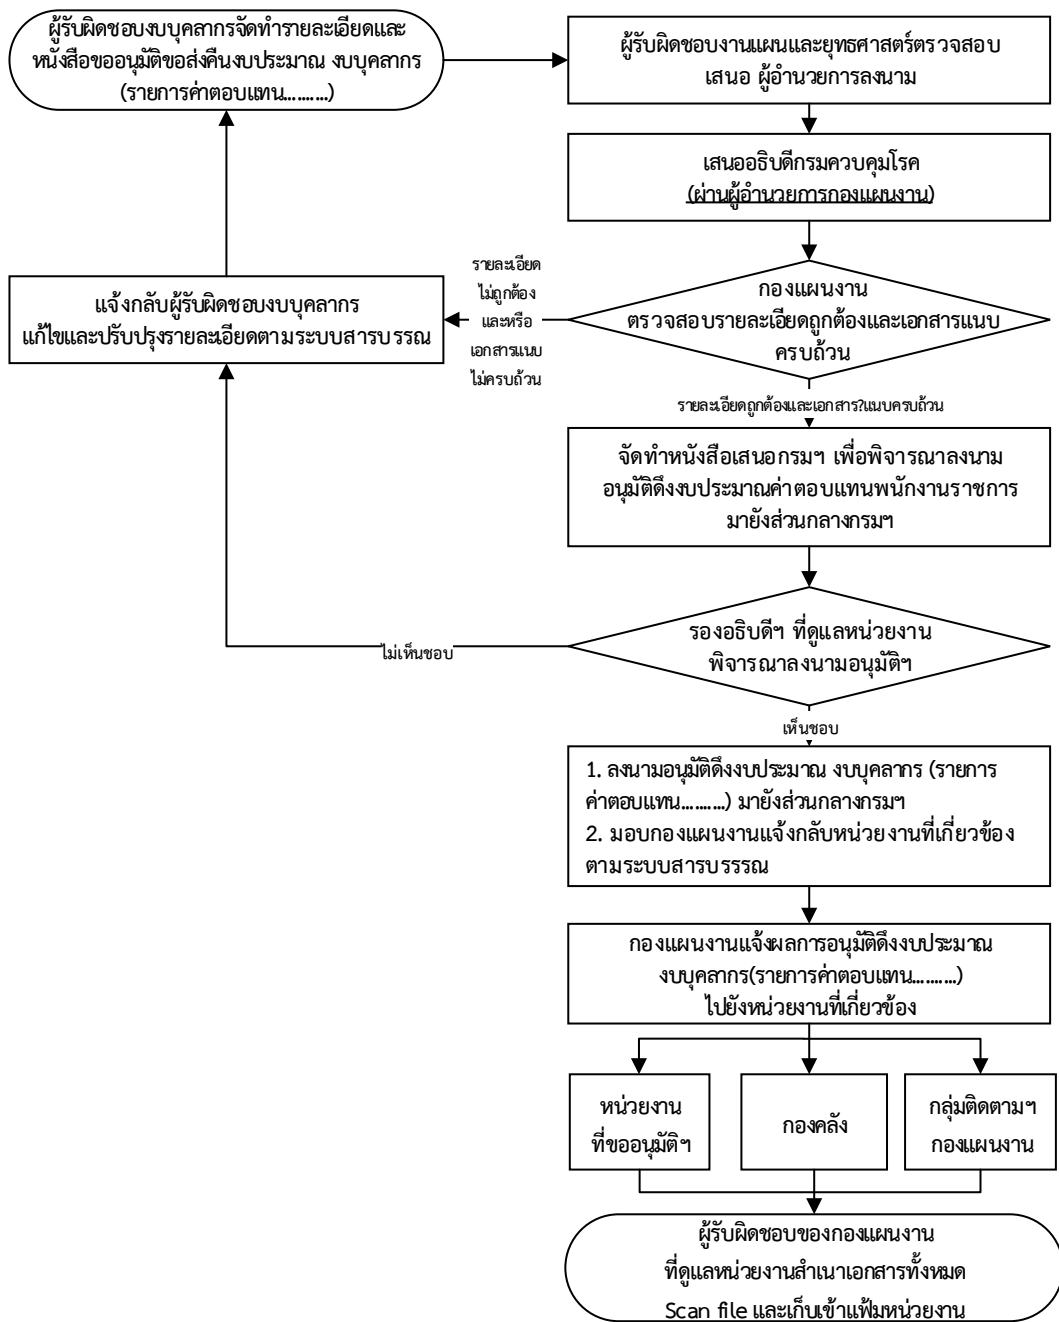 ผู้รับผิดชอบงบบุคลากรจัดทำรายละเอียดและ
หนังสือขออนุมัติขอส่งคืนงบประมาณ งบบุคลากร
(รายการค่าตอบแทน.........)
ผู้รับผิดชอบงานแผนและยุทธศาสตร์ตรวจสอบ
เสนอ ผู้อำนวยการลงนาม
เสนออธิบดีกรมควบคุมโรค
(ผ่านผู้อำนวยการกองแผนงาน)
กองแผนงาน
ตรวจสอบรายละเอียดถูกต้องและเอกสารแนบ
ครบถ้วน
รายละเอียด
ไม่ถูกต้อง
และหรือ
เอกสารแนบ
ไม่ครบถ้วน
แจ้งกลับผู้รับผิดชอบงบบุคลากร
แก้ไขและปรับปรุงรายละเอียดตามระบบสารบรรณ
รายละเอียดถูกต้องและเอกสาร?แนบครบถ้วน
จัดทำหนังสือเสนอกรมฯ เพื่อพิจารณาลงนาม
อนุมัติดึงงบประมาณค่าตอบแทนพนักงานราชการ
มายังส่วนกลางกรมฯ
รองอธิบดีฯ ที่ดูแลหน่วยงาน
พิจารณาลงนามอนุมัติฯ
ไม่เห็นชอบ
เห็นชอบ
1. ลงนามอนุมัติดึงงบประมาณ งบบุคลากร (รายการ
ค่าตอบแทน.........) มายังส่วนกลางกรมฯ
2. มอบกองแผนงานแจ้งกลับหน่วยงานที่เกี่ยวข้อง
ตามระบบสารบรรรณ
กองแผนงานแจ้งผลการอนุมัติดึงงบประมาณ
งบบุคลากร(รายการค่าตอบแทน.........)
ไปยังหน่วยงานที่เกี่ยวข้อง
หน่วยงาน
ที่ขออนุมัติฯ
กองคลัง
กลุ่มติดตามฯ
กองแผนงาน
ผู้รับผิดชอบของกองแผนงาน
ที่ดูแลหน่วยงานสำเนาเอกสารทั้งหมด
Scan file และเก็บเข้าแฟ้มหน่วยงาน